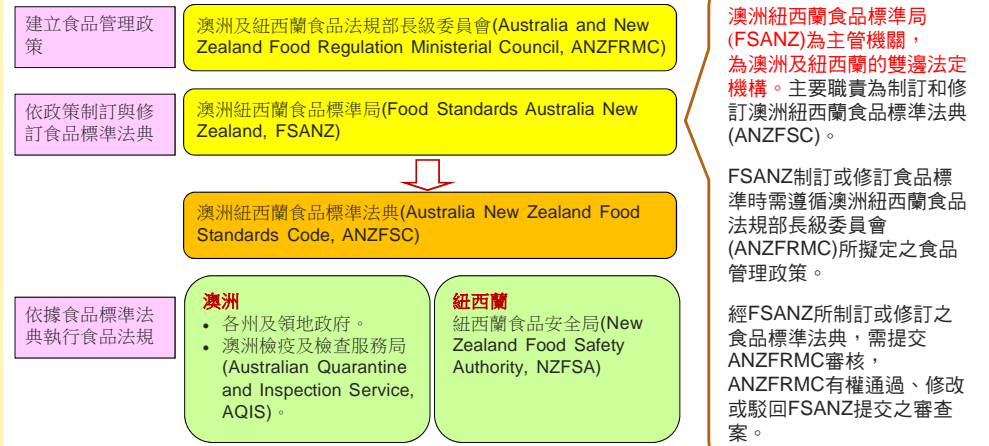 建立食品管理政
策
澳洲及紐西蘭食品法規部長級委員會(Australia and New
Zealand Food Regulation Ministerial Council, ANZFRMC)
依政策制訂與修
訂食品標準法典
澳洲紐西蘭食品標準局(Food Standards Australia New
Zealand, FSANZ)
澳洲紐西蘭食品標準法典(Australia New Zealand Food
Standards Code, ANZFSC)
依據食品標準法
典執行食品法規
澳洲
• 各州及領地政府。
• 澳洲檢疫及檢查服務局
(Australian Quarantine
and Inspection Service,
AQIS)。
紐西蘭
紐西蘭食品安全局(New
Zealand Food Safety
Authority, NZFSA)
澳洲紐西蘭食品標準局
(FSANZ)為主管機關，
為澳洲及紐西蘭的雙邊法定
機構。主要職責為制訂和修
訂澳洲紐西蘭食品標準法典
(ANZFSC)。
FSANZ制訂或修訂食品標
準時需遵循澳洲紐西蘭食品
法規部長級委員會
(ANZFRMC)所擬定之食品
管理政策。
經FSANZ所制訂或修訂之
食品標準法典，需提交
ANZFRMC審核，
ANZFRMC有權通過、修改
或駁回FSANZ提交之審查
案。